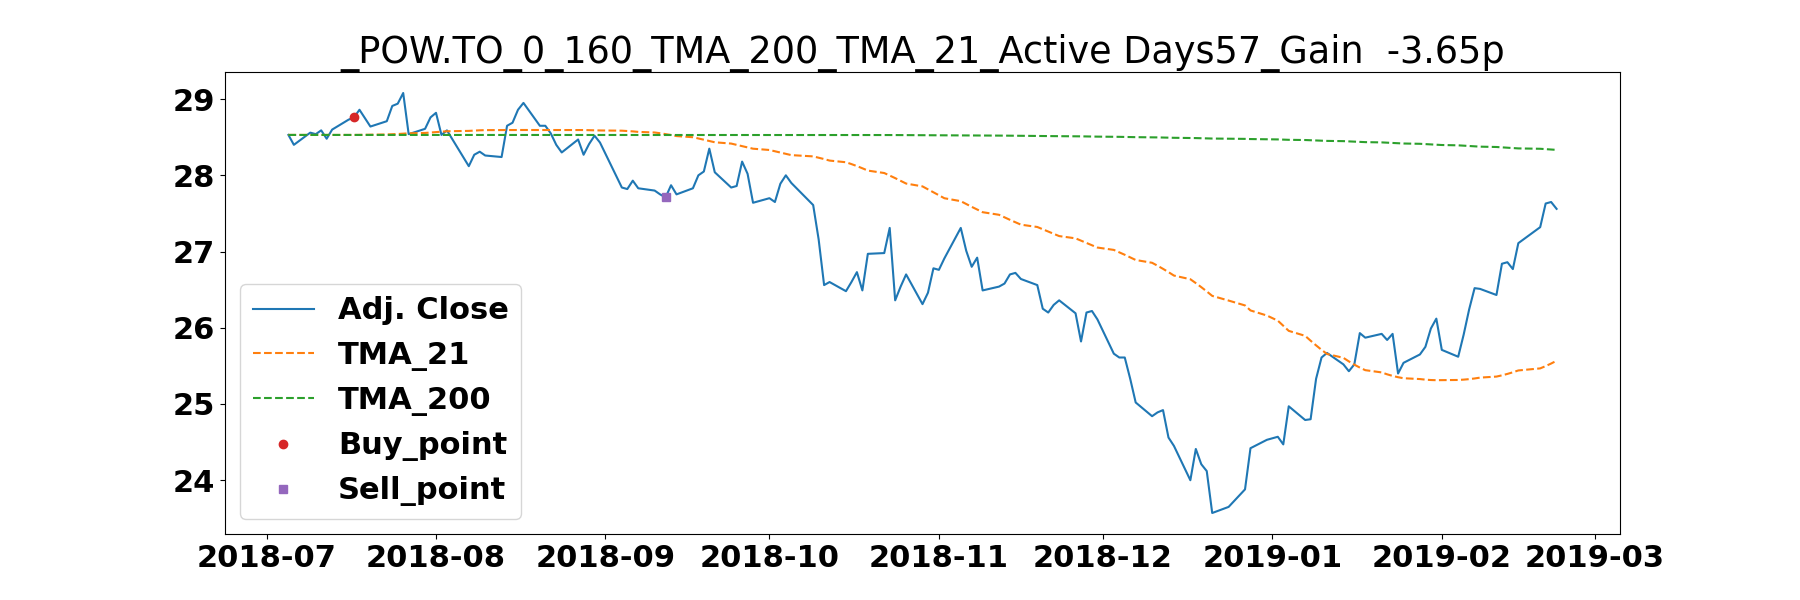 _POW.TO_0_160_TMA_200_TMA_21_Active Days57_Gain  -3.65p
29
28
27
26
25
24
Adj. Close
TMA_21
TMA_200
Buy_point
Sell_point
2018-07 2018-08 2018-09 2018-10 2018-11 2018-12 2019-01 2019-02 2019-03